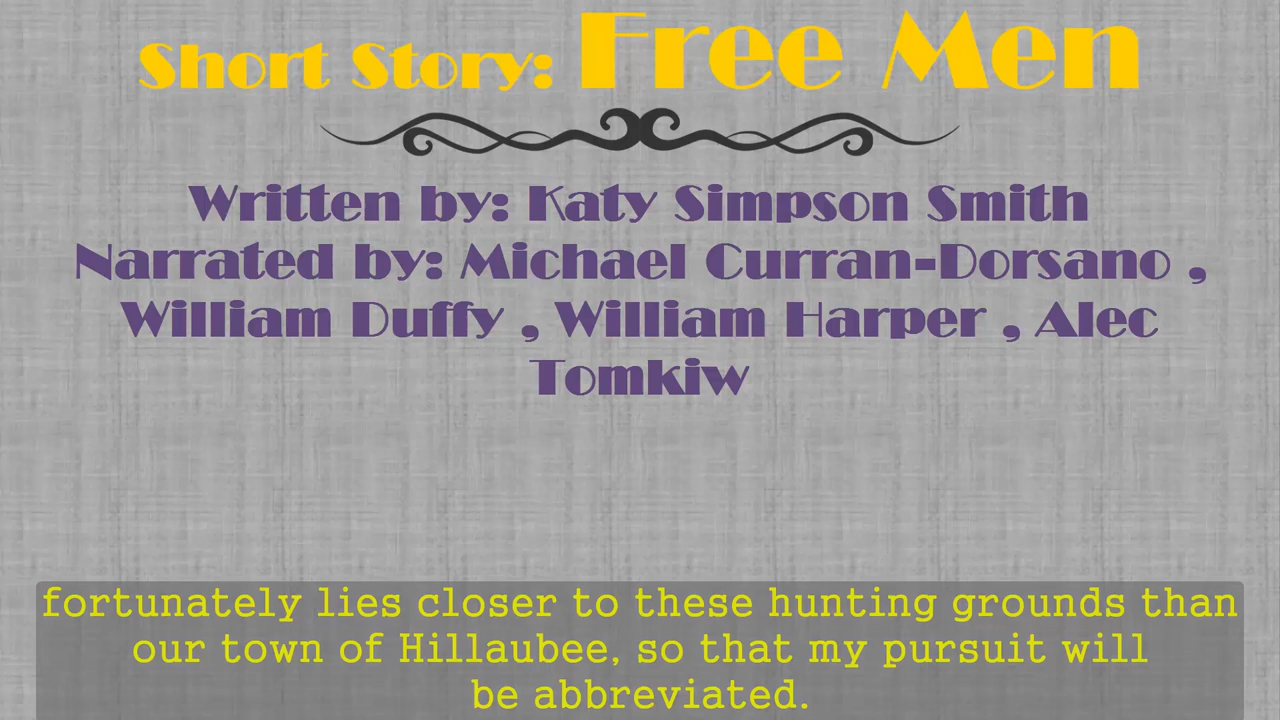 Short Story: Free Men
Written by: Katy Simpson Smith
Narrated by: Michael Curran-Dorsano ,
William Duffy , William Harper , Alec
Tomkiw
fortunately lies closer to these hunting grounds than
our town of Hillaubee, so that my pursuit will
be abbreviated.